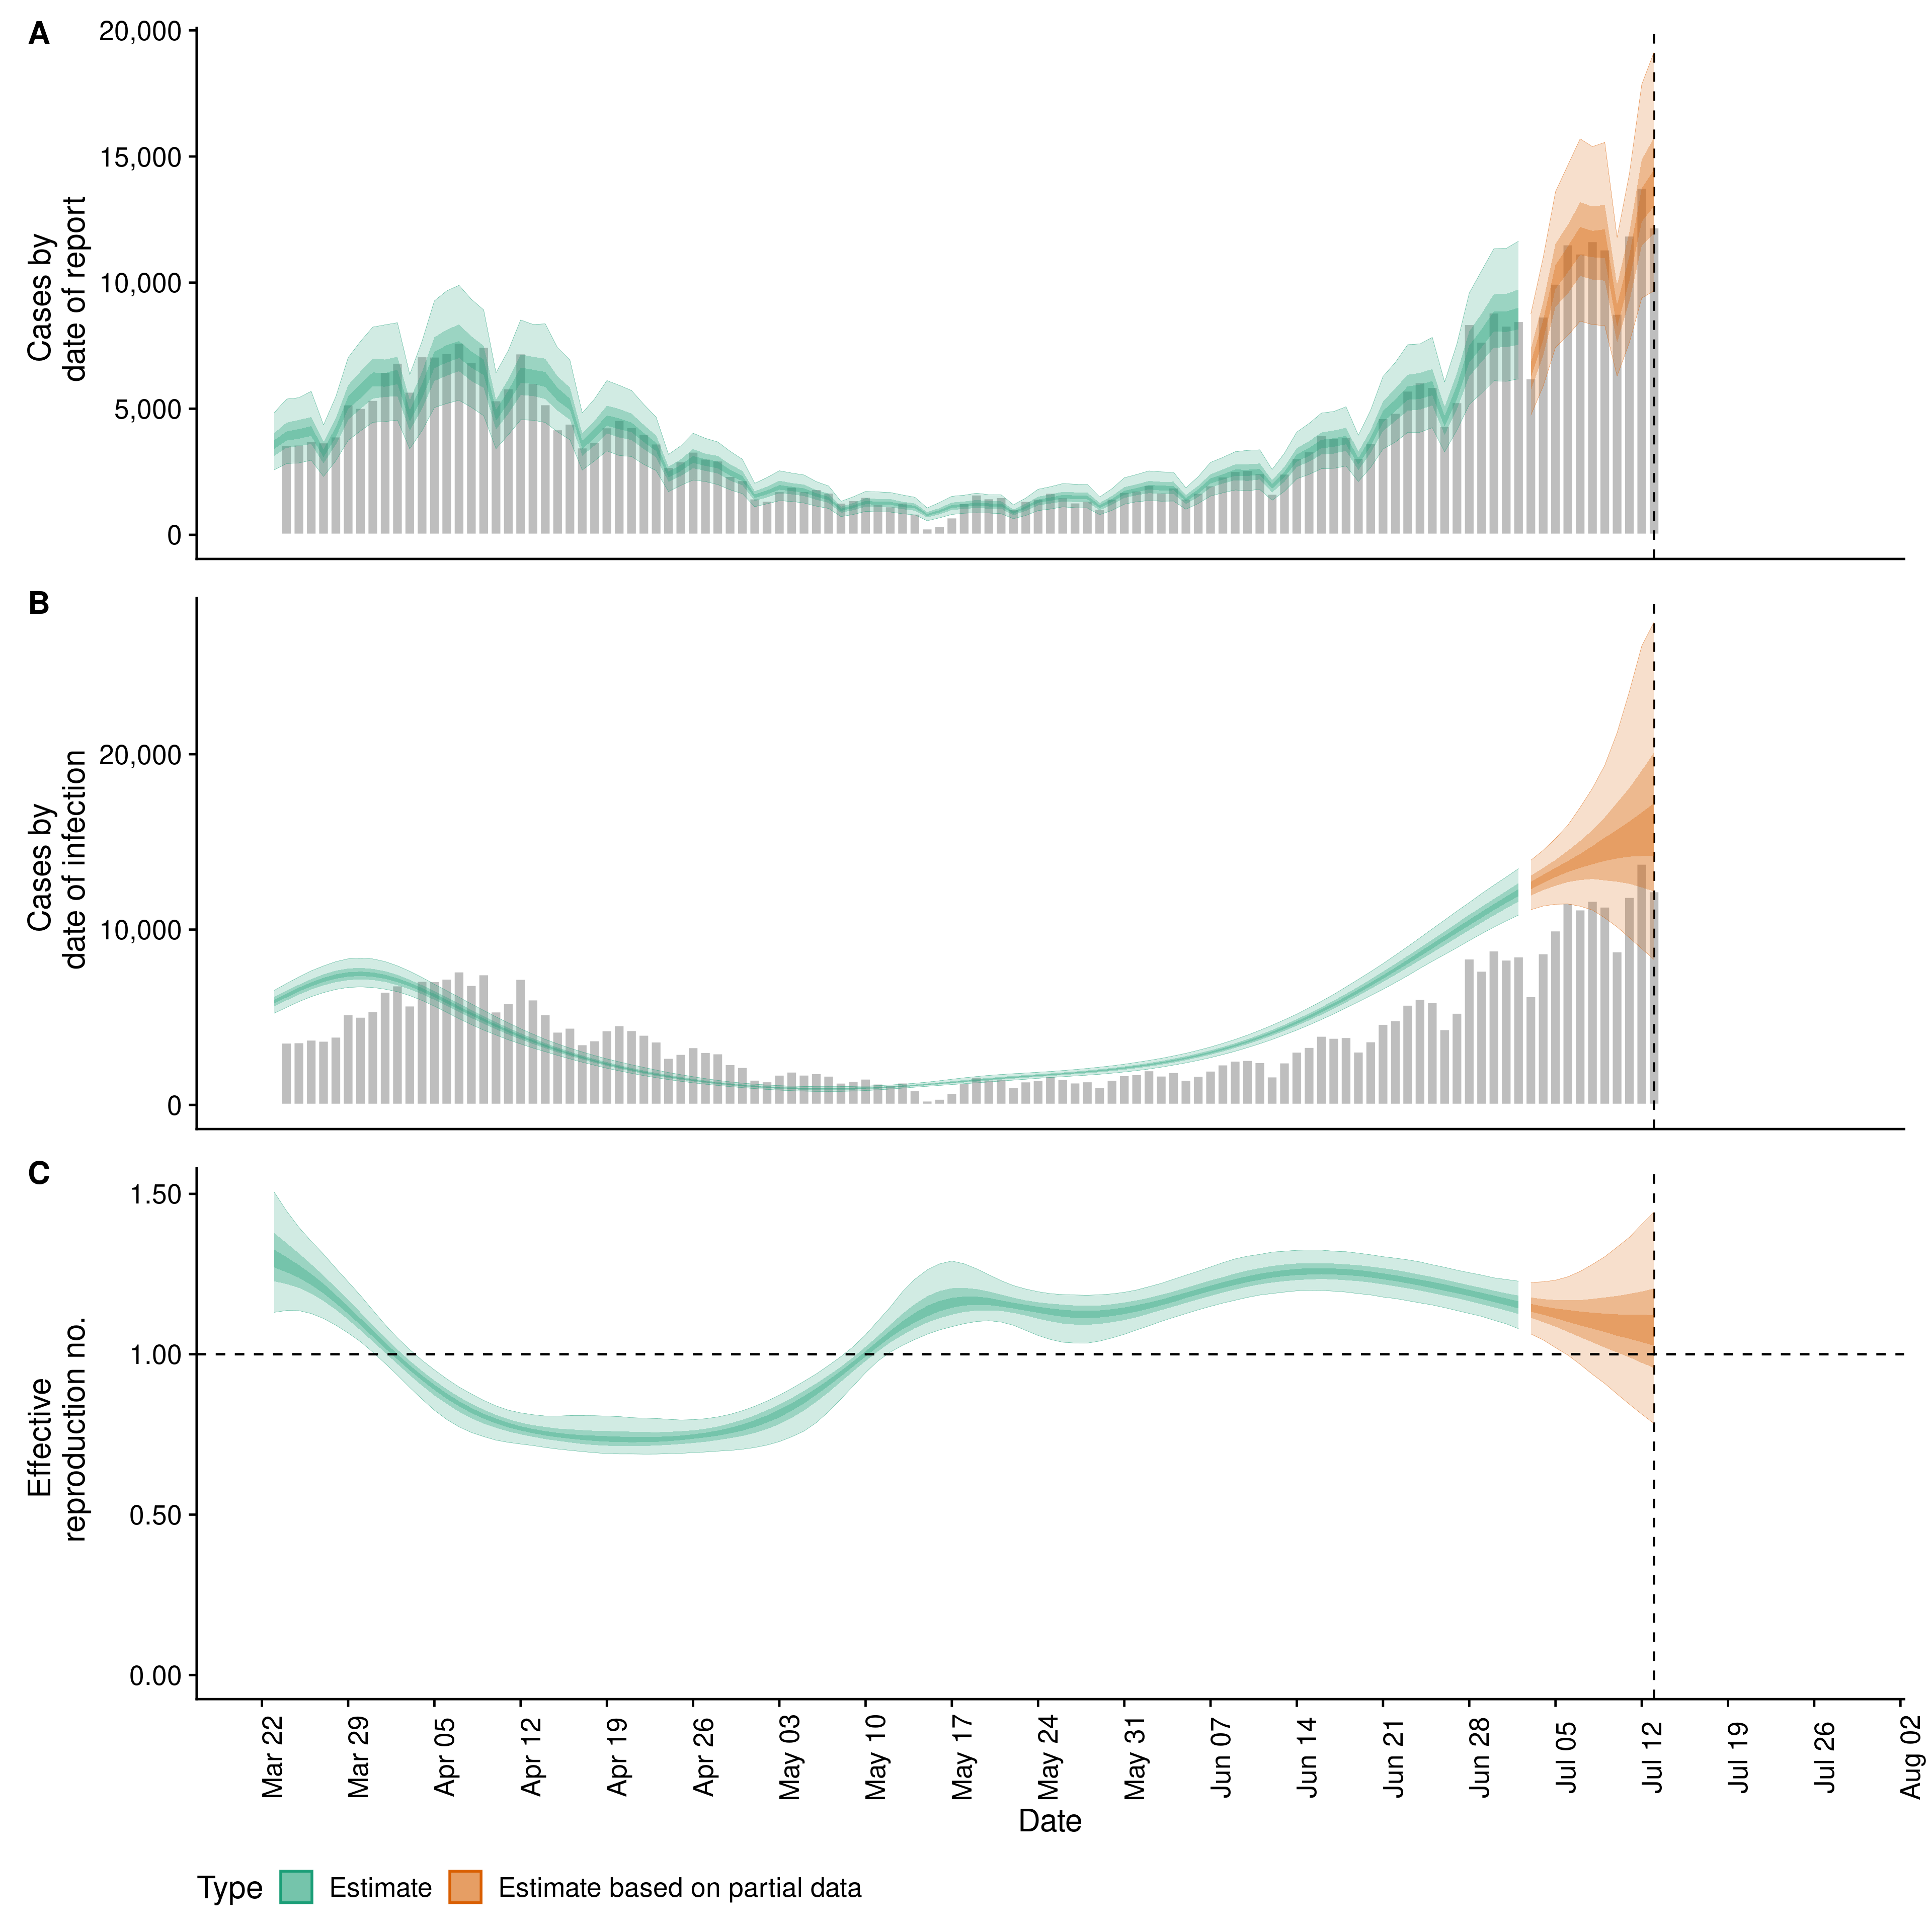 A
20,000
15,000
10,000
5,000
0
Cases by
date of report
B
20,000
10,000
0
Cases by
date of infection
C
1.50
1.00
0.50
0.00
Effective
reproduction no.
Mar 22
Mar 29
Apr 05
Apr 12
Apr 19
Apr 26
May 03
May 10
May 17
May 24
May 31
Jun 07
Jun 14
Jun 21
Jun 28
Jul 05
Jul 12
Jul 19
Jul 26
Aug 02
Date
Type Estimate Estimate based on partial data